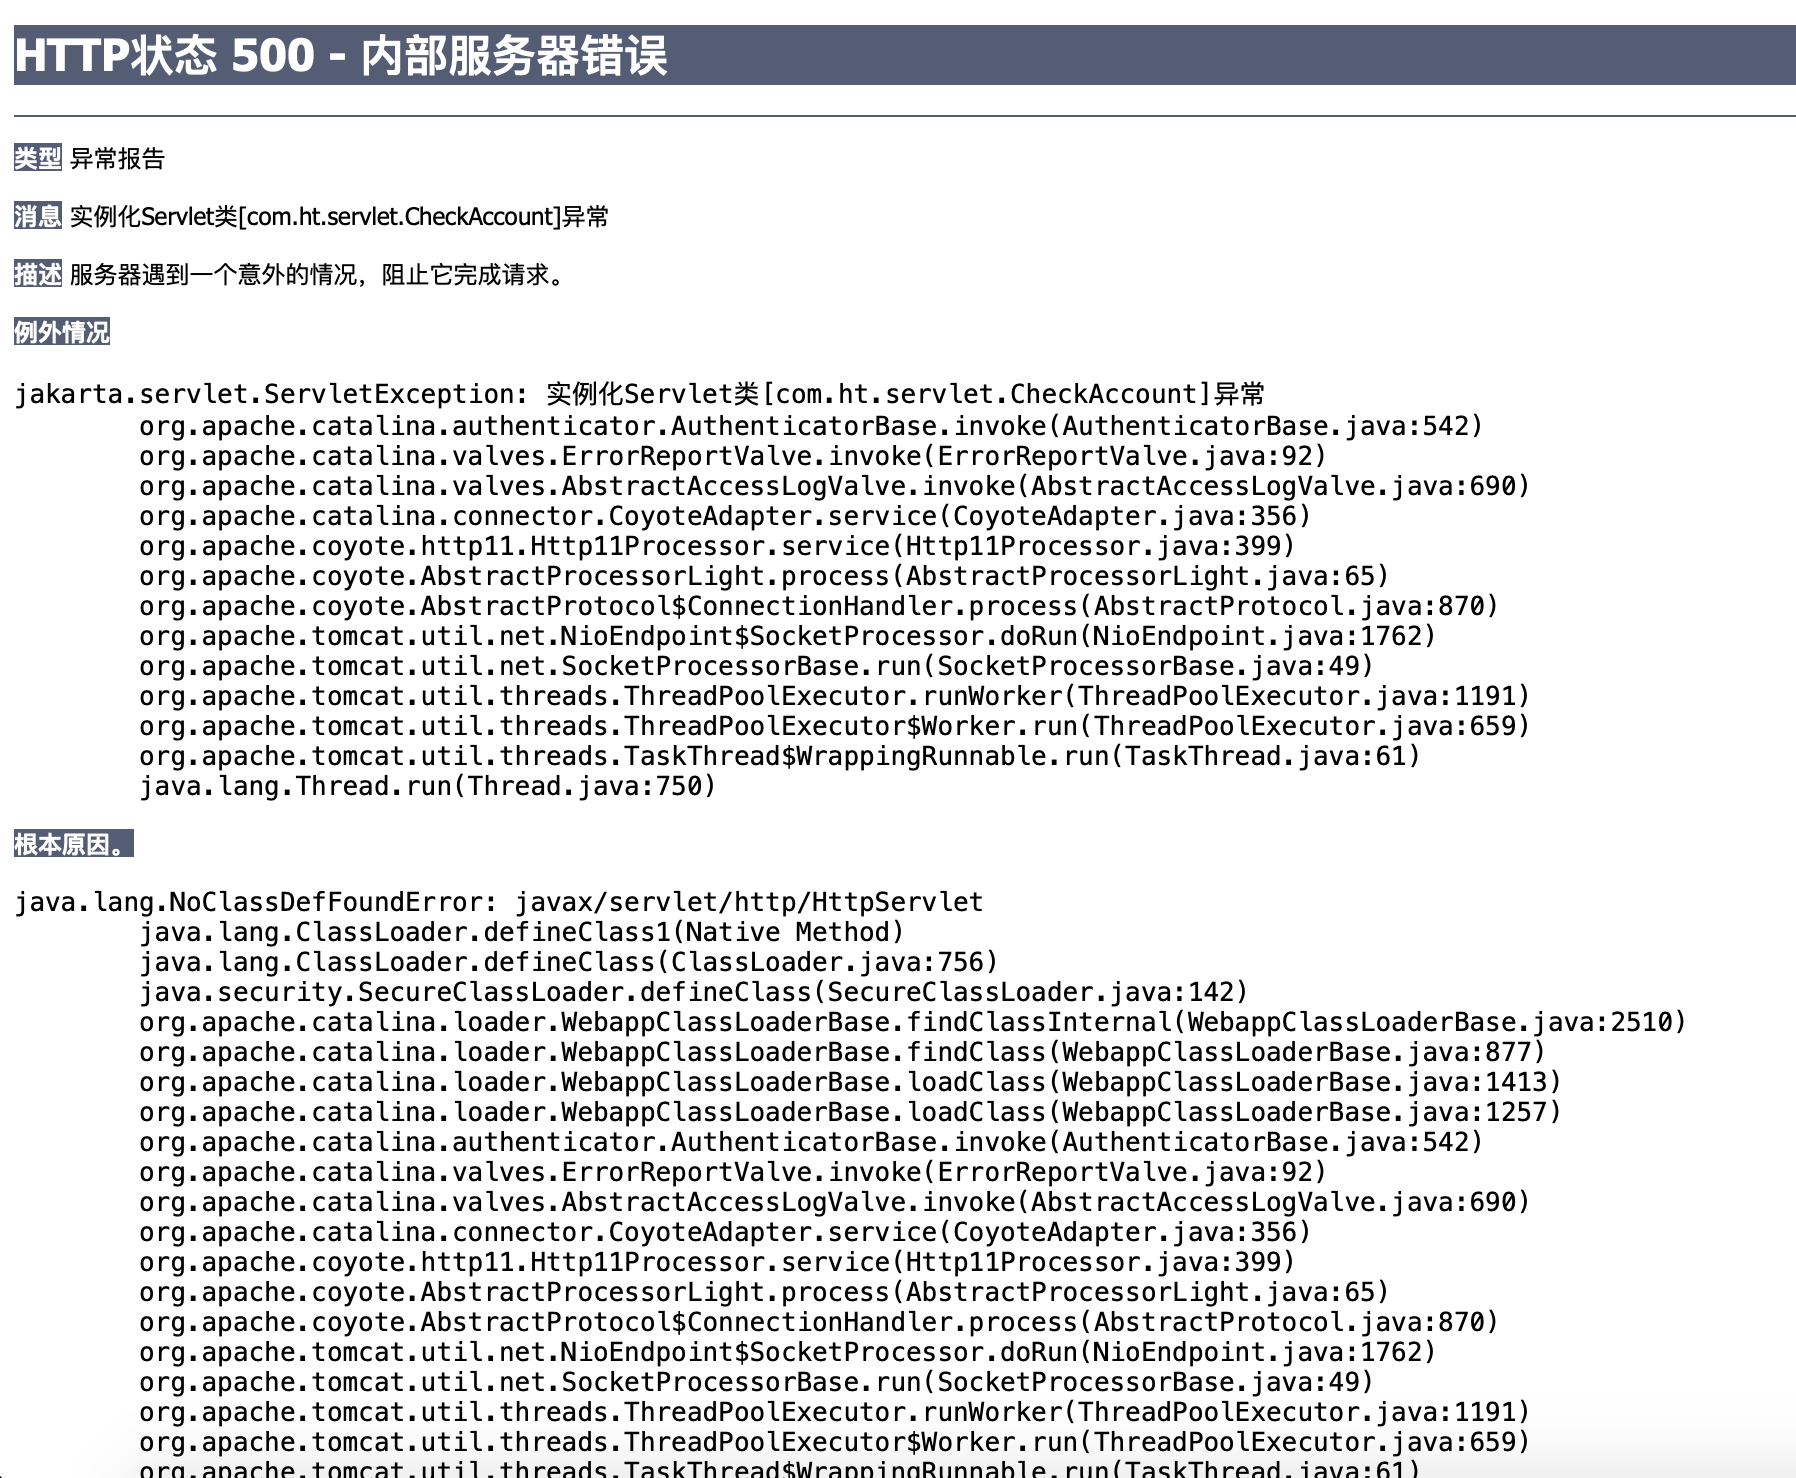 HTTP状态 500 - 内部服务器错误
类型 异常报告
消息 实例化Servlet类[com.ht.servlet.CheckAccount]异常
描述 服务器遇到一个意外的情况，阻止它完成请求。
例外情况
jakarta.servlet.ServletException: 实例化Servlet类[com.ht.servlet.CheckAccount]异常
org.apache.catalina.authenticator.AuthenticatorBase.invoke(AuthenticatorBase.java:542)
org.apache.catalina.valves.ErrorReportValve.invoke(ErrorReportValve.java:92)
org.apache.catalina.valves.AbstractAccessLogValve.invoke(AbstractAccessLogValve.java:690)
org.apache.catalina.connector.CoyoteAdapter.service(CoyoteAdapter.java:356)
org.apache.coyote.http11.Http11Processor.service(Http11Processor.java:399)
org.apache.coyote.AbstractProcessorLight.process(AbstractProcessorLight.java:65)
org.apache.coyote.AbstractProtocol$ConnectionHandler.process(AbstractProtocol.java:870)
org.apache.tomcat.util.net.NioEndpoint$SocketProcessor.doRun(NioEndpoint.java:1762)
org.apache.tomcat.util.net.SocketProcessorBase.run(SocketProcessorBase.java:49)
org.apache.tomcat.util.threads.ThreadPoolExecutor.runWorker(ThreadPoolExecutor.java:1191)
org.apache.tomcat.util.threads.ThreadPoolExecutor$Worker.run(ThreadPoolExecutor.java:659)
org.apache.tomcat.util.threads.TaskThread$WrappingRunnable.run(TaskThread.java:61)
java.lang.Thread.run(Thread.java:750)
根本原因。
java.lang.NoClassDefFoundError: javax/servlet/http/HttpServlet
java.lang.ClassLoader.defineClass1(Native Method)
java.lang.ClassLoader.defineClass(ClassLoader.java:756)
java.security.SecureClassLoader.defineClass(SecureClassLoader.java:142)
org.apache.catalina.loader.WebappClassLoaderBase.findClassInternal(WebappClassLoaderBase.java:2510)
org.apache.catalina.loader.WebappClassLoaderBase.findClass(WebappClassLoaderBase.java:877)
org.apache.catalina.loader.WebappClassLoaderBase.loadClass(WebappClassLoaderBase.java:1413)
org.apache.catalina.loader.WebappClassLoaderBase.loadClass(WebappClassLoaderBase.java:1257)
org.apache.catalina.authenticator.AuthenticatorBase.invoke(AuthenticatorBase.java:542)
org.apache.catalina.valves.ErrorReportValve.invoke(ErrorReportValve.java:92)
org.apache.catalina.valves.AbstractAccessLogValve.invoke(AbstractAccessLogValve.java:690)
org.apache.catalina.connector.CoyoteAdapter.service(CoyoteAdapter.java:356)
org.apache.coyote.http11.Http11Processor.service(Http11Processor.java:399)
org.apache.coyote.AbstractProcessorLight.process(AbstractProcessorLight.java:65)
org.apache.coyote.AbstractProtocol$ConnectionHandler.process(AbstractProtocol.java:870)
org.apache.tomcat.util.net.NioEndpoint$SocketProcessor.doRun(NioEndpoint.java:1762)
org.apache.tomcat.util.net.SocketProcessorBase.run(SocketProcessorBase.java:49)
org.apache.tomcat.util.threads.ThreadPoolExecutor.runWorker(ThreadPoolExecutor.java:1191)
org.apache.tomcat.util.threads.ThreadPoolExecutor$Worker.run(ThreadPoolExecutor.java:659)
org.apache.tomcat.util.threads.TaskThread$WrappingRunnable.run(TaskThread.java:61)